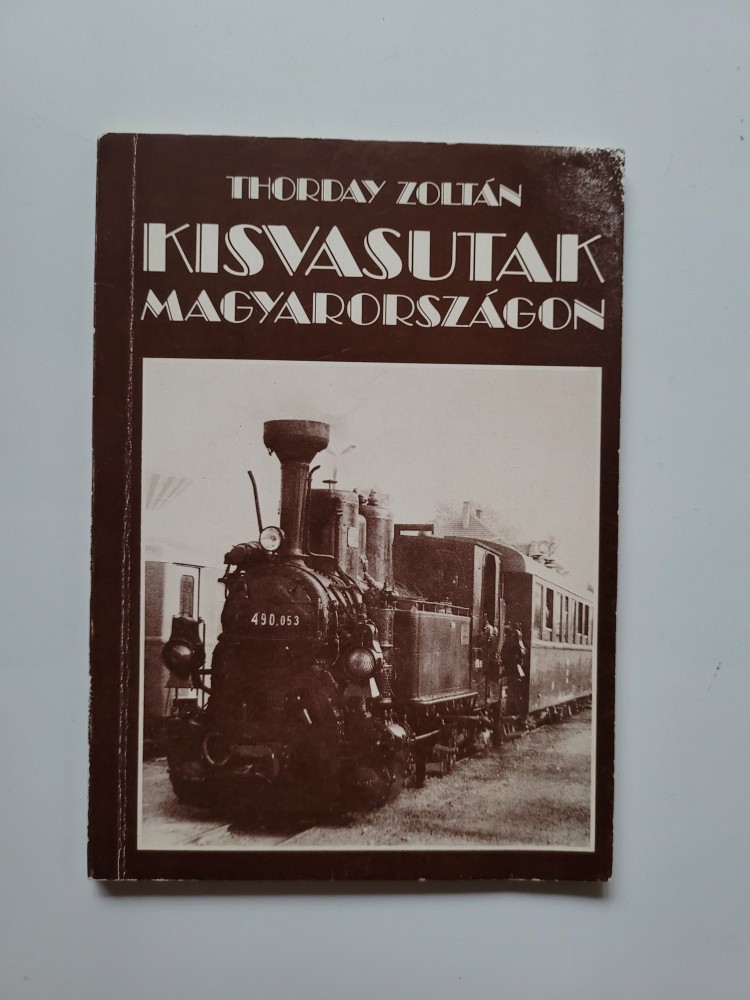 THORDAY ZOLTÁN
KISVASUTAK
MAGYARORSZÁGON
490,053